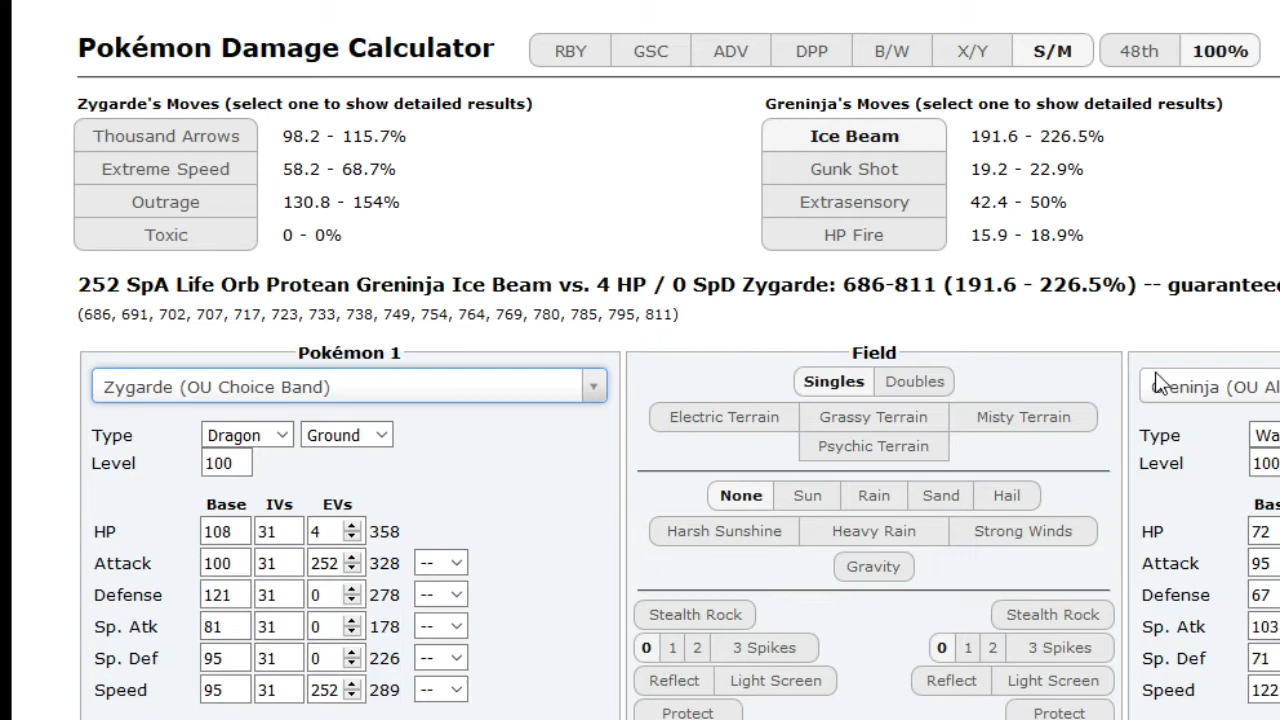 Pokémon Damage Calculator RBY GSC ADV DPP B/W X/Y S/M 48th 100%
Zygarde's Moves (select one to show detailed results) Greninja's Moves (select one to show detailed results)
Thousand Arrows 98.2 - 115.7% Ice Beam 191.6 - 226.5%
Extreme Speed 58.2 - 68.7% Gunk Shot 19.2 - 22.9%
Outrage 130.8 - 154% Extrasensory 42.4 - 50%
Toxic 0 - 0% HP Fire 15.9 - 18.9%
252 SpA Life Orb Protean Greninja Ice Beam vs. 4 HP / 0 SpD Zygarde: 686-811 (191.6 - 226.5%) -- guaranteed
(686, 691, 702, 707, 717, 723, 733, 738, 749, 754, 764, 769, 780, 785, 795, 811)
Pokémon 1
Zygarde (OU Choice Band)
Type Dragon Ground
Level 100
Base IVs EVs
HP 108 31 4 358
Attack 100 31 252 328 --
Defense 121 31 0 278 --
Sp. Atk 81 31 0 178 --
Sp. Def 95 31 0 226 --
Speed 95 31 252 289 --
Field
Singles Doubles
Electric Terrain Grassy Terrain Misty Terrain
Psychic Terrain
None Sun Rain Sand Hail
Harsh Sunshine Heavy Rain Strong Winds
Gravity
Stealth Rock Stealth Rock
0 1 2 3 Spikes 0 1 2 3 Spikes
Reflect Light Screen Reflect Light Screen
Protect Protect
(OU
Type
Level 100
HP 72
Attack 95
Defense 67
Sp. Atk 103
Sp. Def 71
Speed 122